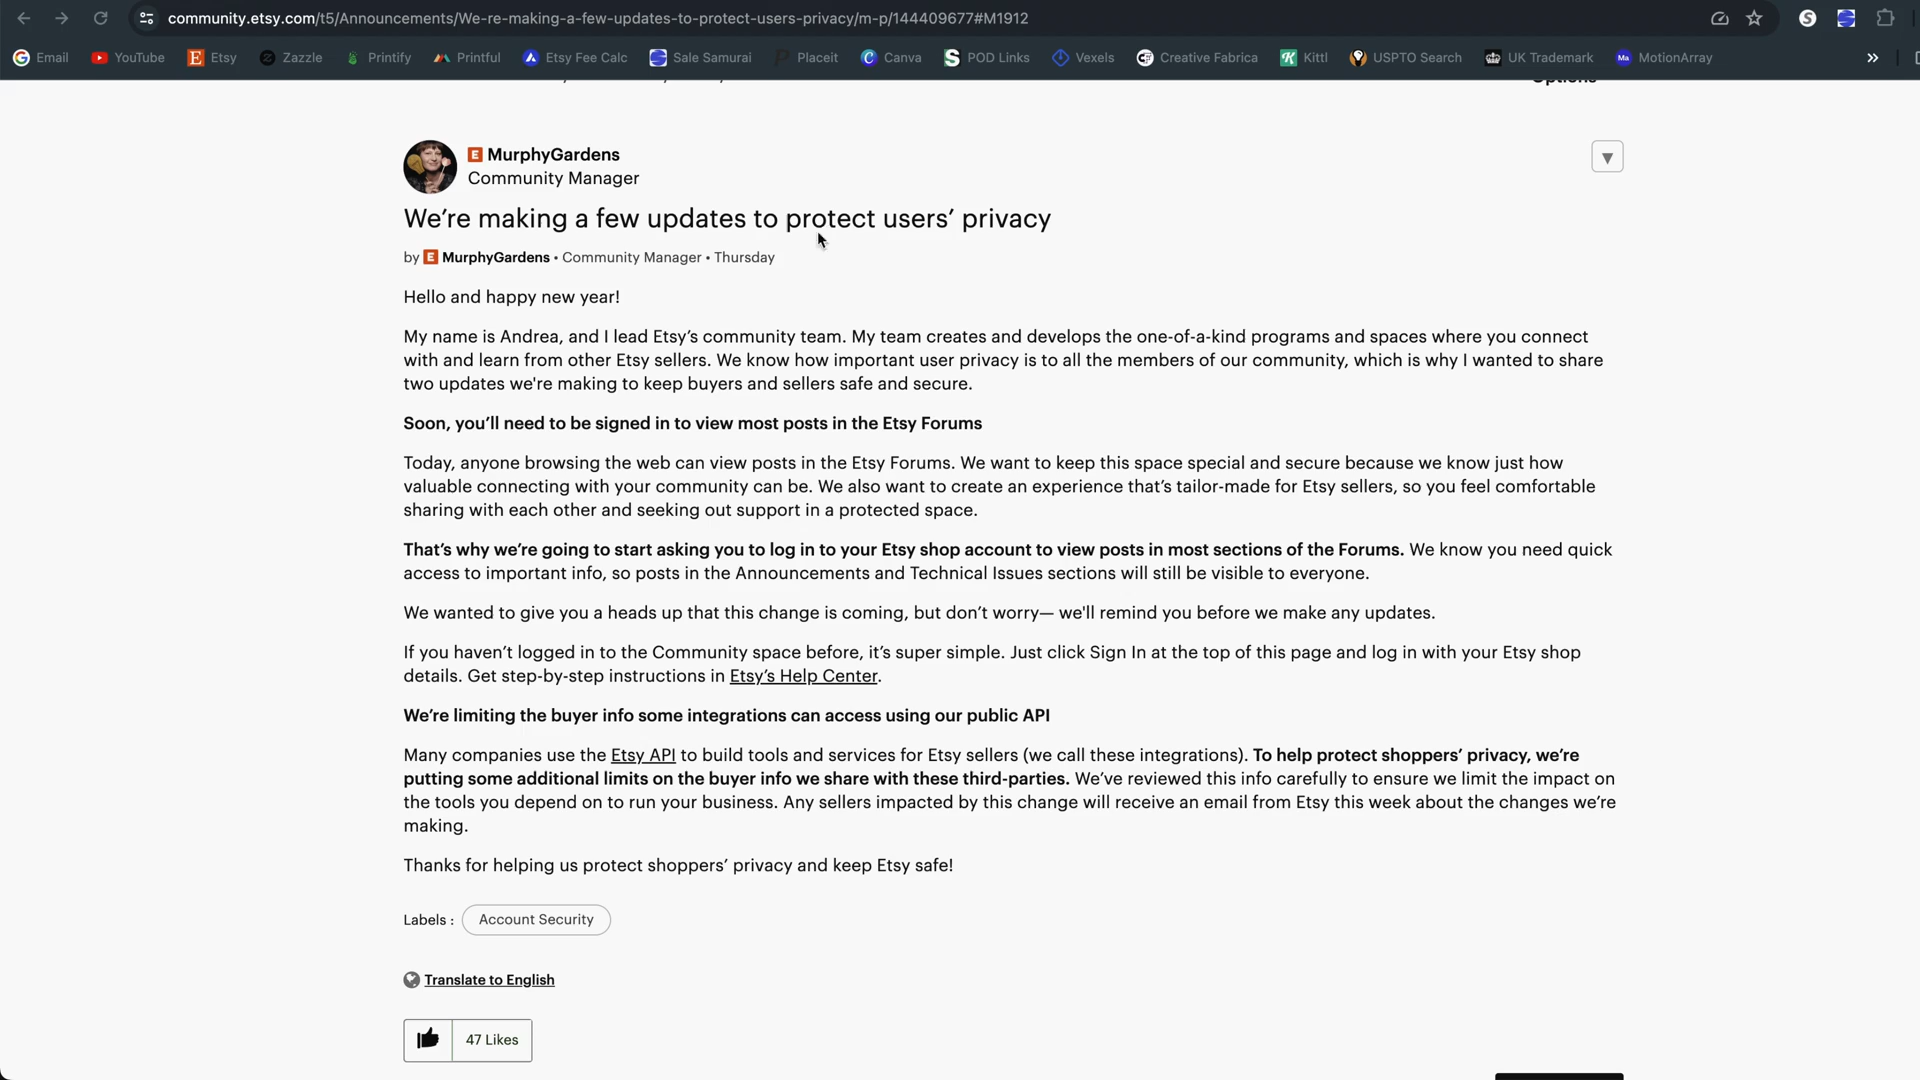 community.etsy.com/t5/Announcements/We-re-making-a-few-updates-to-protect-users-privacy/m-p/144409677#M1912
Email YouTube Etsy Zazzle Printify Printful Etsy Fee Calc Sale Samurai Placeit Canva POD Links Vexels Creative Fabrica Kittl USPTO Search UK Trademark MotionArray
Options
MurphyGardens
Community Manager
We’re making a few updates to protect users’ privacy
by MurphyGardens • Community Manager • Thursday
Hello and happy new year!
My name is Andrea, and I lead Etsy’s community team. My team creates and develops the one-of-a-kind programs and spaces where you connect
with and learn from other Etsy sellers. We know how important user privacy is to all the members of our community, which is why I wanted to share
two updates we're making to keep buyers and sellers safe and secure.
Soon, you’ll need to be signed in to view most posts in the Etsy Forums
Today, anyone browsing the web can view posts in the Etsy Forums. We want to keep this space special and secure because we know just how
valuable connecting with your community can be. We also want to create an experience that’s tailor-made for Etsy sellers, so you feel comfortable
sharing with each other and seeking out support in a protected space.
That’s why we’re going to start asking you to log in to your Etsy shop account to view posts in most sections of the Forums. We know you need quick
access to important info, so posts in the Announcements and Technical Issues sections will still be visible to everyone.
We wanted to give you a heads up that this change is coming, but don’t worry— we'll remind you before we make any updates.
If you haven’t logged in to the Community space before, it’s super simple. Just click Sign In at the top of this page and log in with your Etsy shop
details. Get step-by-step instructions in Etsy’s Help Center.
We’re limiting the buyer info some integrations can access using our public API
Many companies use the Etsy API to build tools and services for Etsy sellers (we call these integrations). To help protect shoppers’ privacy, we’re
putting some additional limits on the buyer info we share with these third-parties. We’ve reviewed this info carefully to ensure we limit the impact on
the tools you depend on to run your business. Any sellers impacted by this change will receive an email from Etsy this week about the changes we’re
making.
Thanks for helping us protect shoppers’ privacy and keep Etsy safe!
Labels : Account Security
Translate to English
47 Likes